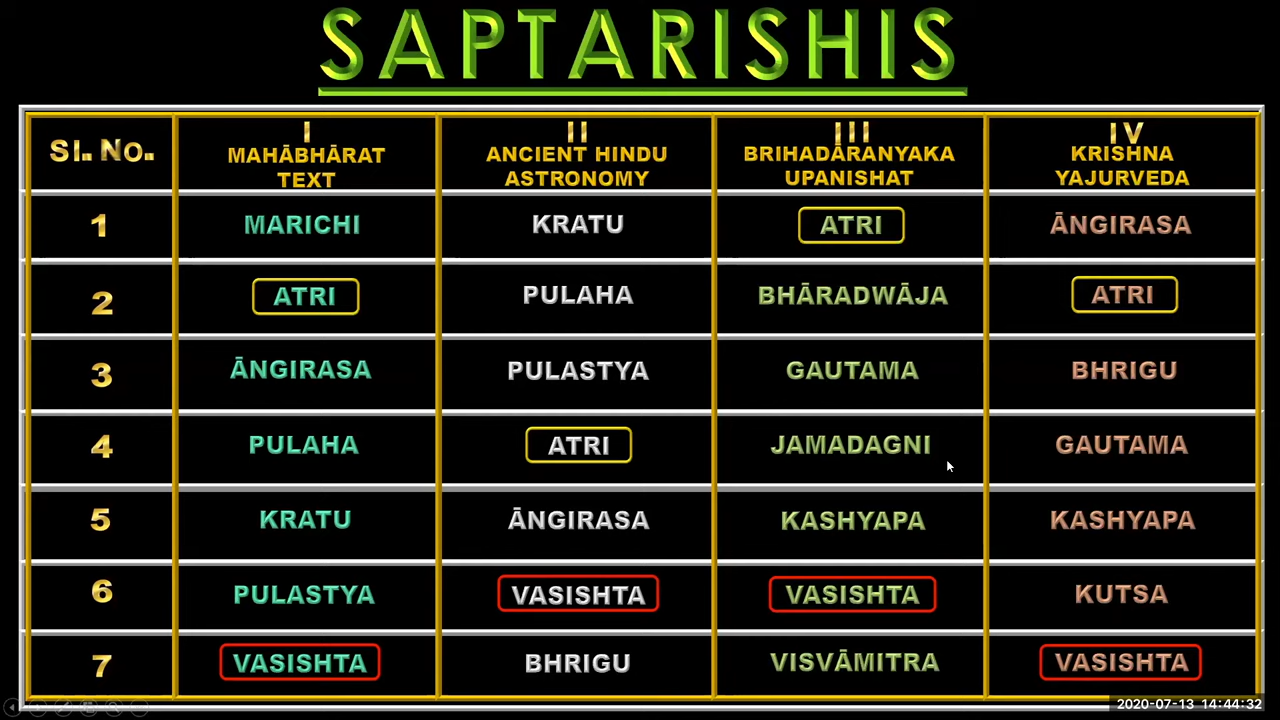 SAPTARISHIS
SI. No.
I
MAHĀBHĀRAT
TEXT
II
ANCIENT HINDU
ASTRONOMY
III
BRIHADĀRANYAKA
UPANISHAT
IV
KRISHNA
YAJURVEDA
1 MARICHI KRATU ATRI ĀNGIRASA
2 ATRI PULAHA BHĀRADWĀJA ATRI
3 ĀNGIRASA PULASTYA GAUTAMA BHRIGU
4 PULAHA ATRI JAMADAGNI GAUTAMA
5 KRATU ĀNGIRASA KASHYAPA KASHYAPA
6 PULASTYA VASISHTA VASISHTA KUTSA
7 VASISHTA BHRIGU VISVĀMITRA VASISHTA
2020-07-13 14:44:32